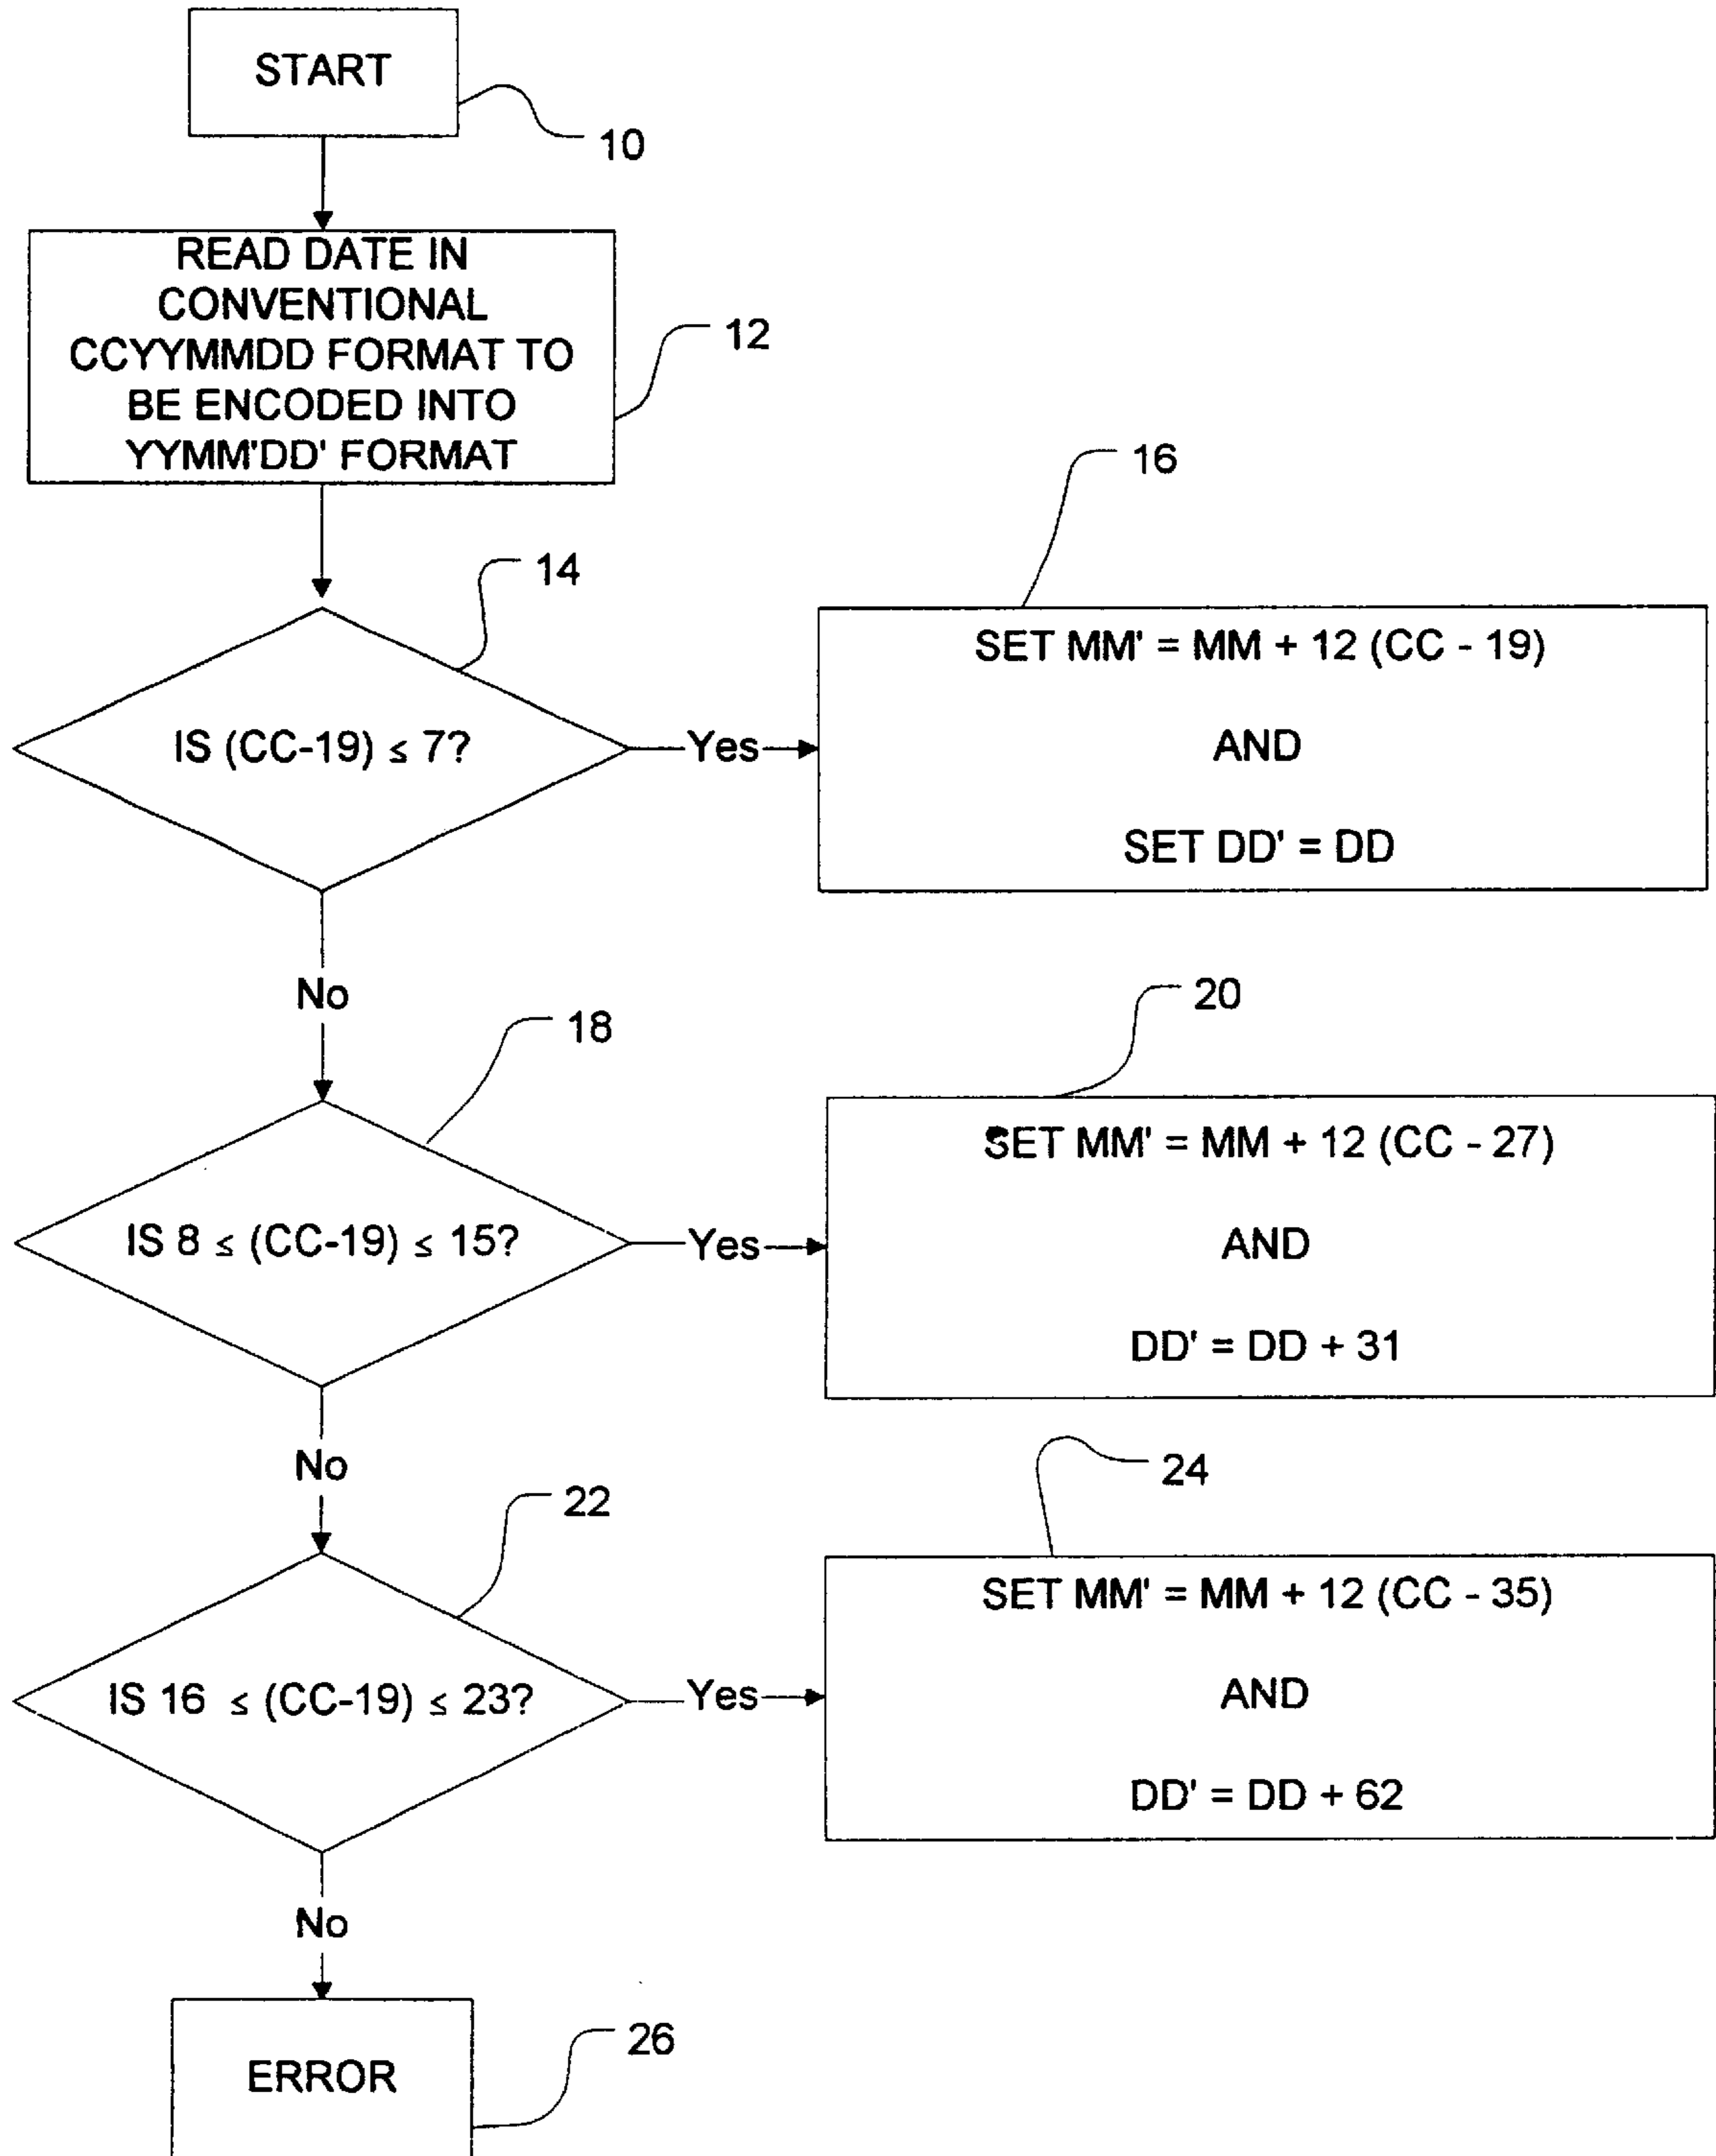 START
10
READ DATE IN
CONVENTIONAL
CCYYMMDD FORMAT TO
BE ENCODED INTO
YYMM'DD' FORMAT
12
14
IS (CC-19) ≤ 7?
Yes
16
SET MM' = MM + 12 (CC - 19)
AND
SET DD' = DD
No
18
IS 8 ≤ (CC-19) ≤ 15?
Yes
20
SET MM' = MM + 12 (CC - 27)
AND
DD' = DD + 31
No
22
IS 16 ≤ (CC-19) ≤ 23?
Yes
24
SET MM' = MM + 12 (CC - 35)
AND
DD' = DD + 62
No
ERROR
26